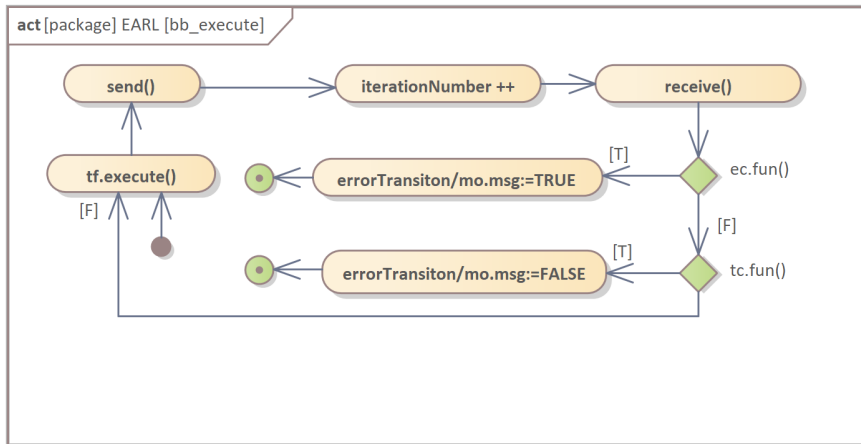 act [package] EARL [bb_execute]
send()
iterationNumber ++
receive()
[T]
tf.execute()
errorTransiton/mo.msg:=TRUE
ec.fun()
[F]
[F]
[T]
errorTransiton/mo.msg:=FALSE
tc.fun()